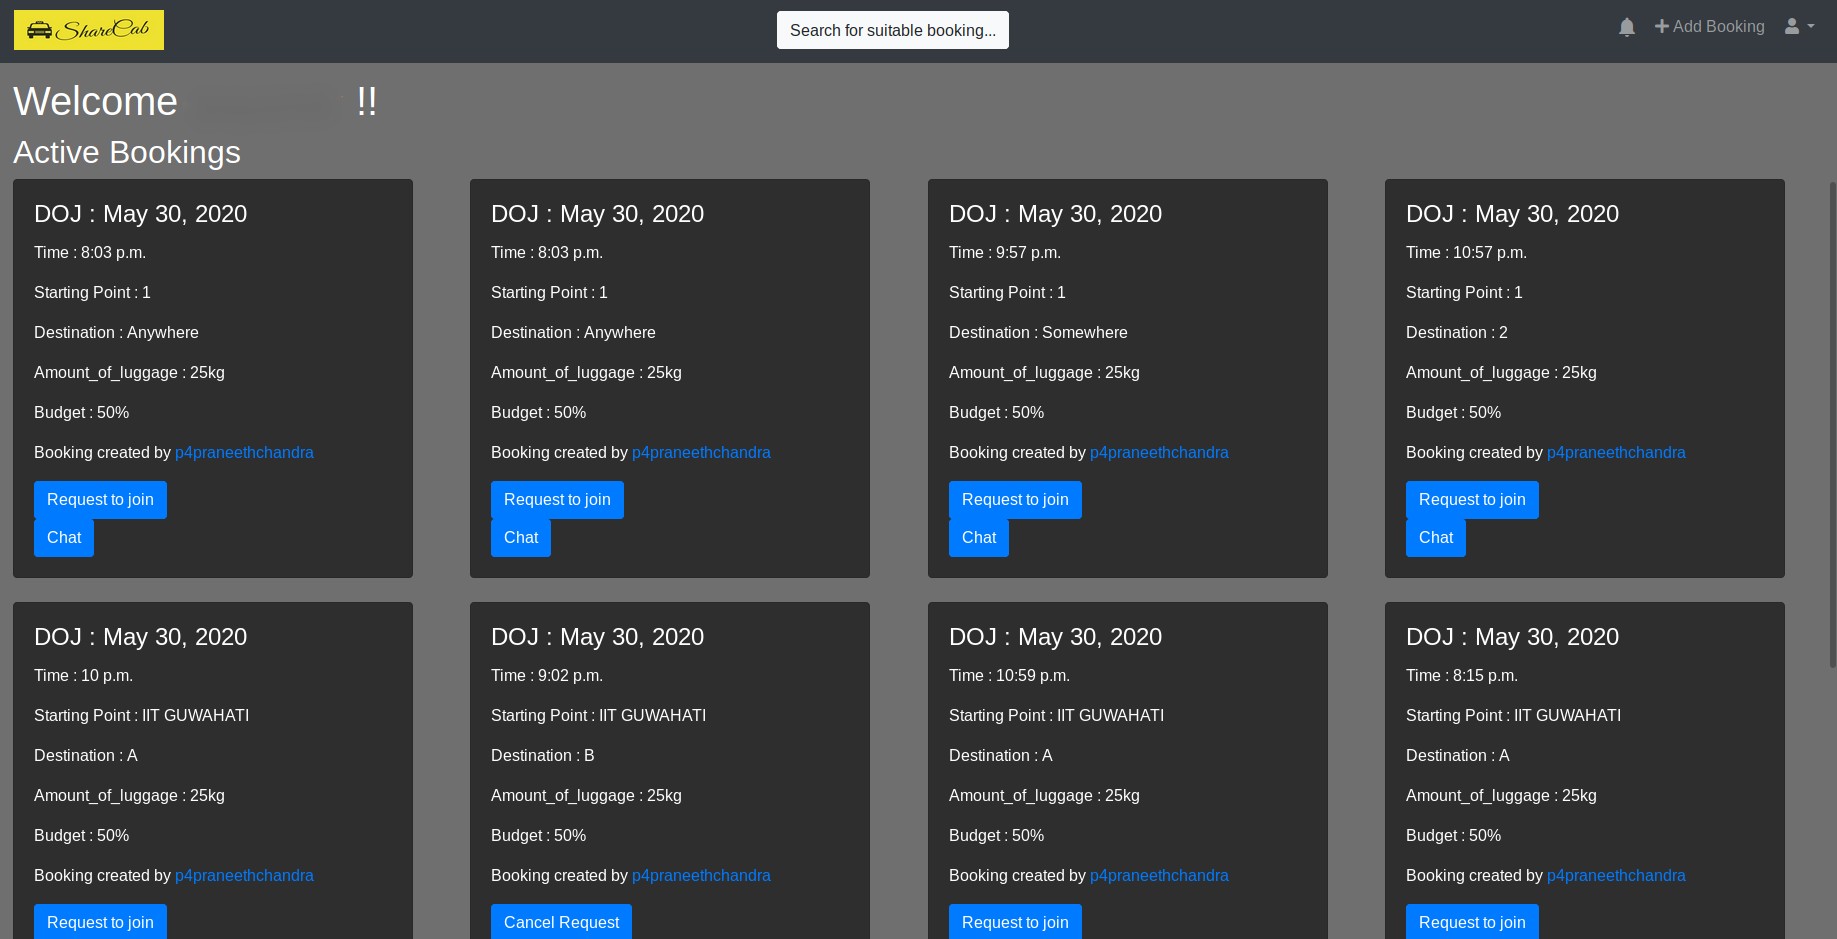 ShareCab
Search for suitable booking...
Add Booking
Welcome !!
Active Bookings
DOJ : May 30, 2020
Time : 8:03 p.m.
Starting Point : 1
Destination : Anywhere
Amount_of_luggage : 25kg
Budget : 50%
Booking created by p4praneethchandra
Request to join
Chat
DOJ : May 30, 2020
Time : 8:03 p.m.
Starting Point : 1
Destination : Anywhere
Amount_of_luggage : 25kg
Budget : 50%
Booking created by p4praneethchandra
Request to join
Chat
DOJ : May 30, 2020
Time : 9:57 p.m.
Starting Point : 1
Destination : Somewhere
Amount_of_luggage : 25kg
Budget : 50%
Booking created by p4praneethchandra
Request to join
Chat
DOJ : May 30, 2020
Time : 10:57 p.m.
Starting Point : 1
Destination : 2
Amount_of_luggage : 25kg
Budget : 50%
Booking created by p4praneethchandra
Request to join
Chat
DOJ : May 30, 2020
Time : 10 p.m.
Starting Point : IIT GUWAHATI
Destination : A
Amount_of_luggage : 25kg
Budget : 50%
Booking created by p4praneethchandra
Request to join
DOJ : May 30, 2020
Time : 9:02 p.m.
Starting Point : IIT GUWAHATI
Destination : B
Amount_of_luggage : 25kg
Budget : 50%
Booking created by p4praneethchandra
Cancel Request
DOJ : May 30, 2020
Time : 10:59 p.m.
Starting Point : IIT GUWAHATI
Destination : A
Amount_of_luggage : 25kg
Budget : 50%
Booking created by p4praneethchandra
Request to join
DOJ : May 30, 2020
Time : 8:15 p.m.
Starting Point : IIT GUWAHATI
Destination : A
Amount_of_luggage : 25kg
Budget : 50%
Booking created by p4praneethchandra
Request to join